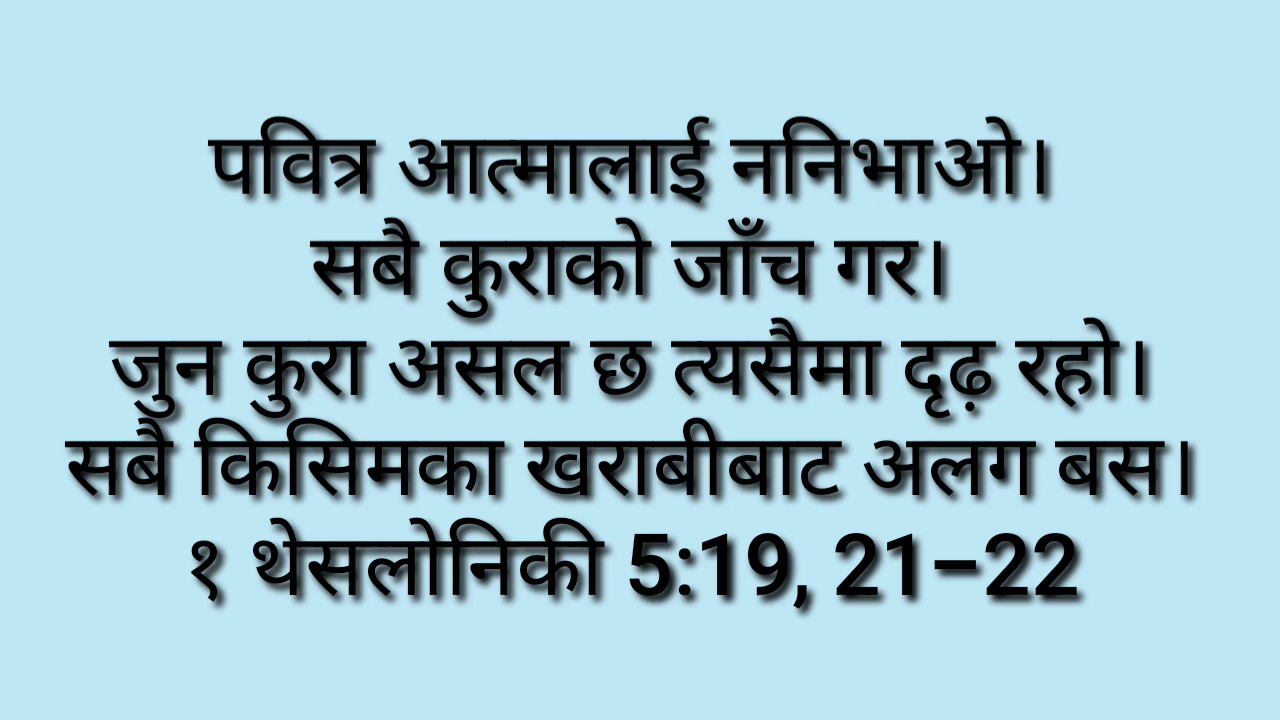 पवित्र आत्मालाई ननिभाओ।
सबै कुराको जाँच गर।
जुन कुरा असल छ त्यसैमा दृढ़ रहो।
सबै किसिमका खराबीबाट अलग बस।
१ थेसलोनिकी 5:19, 21–22